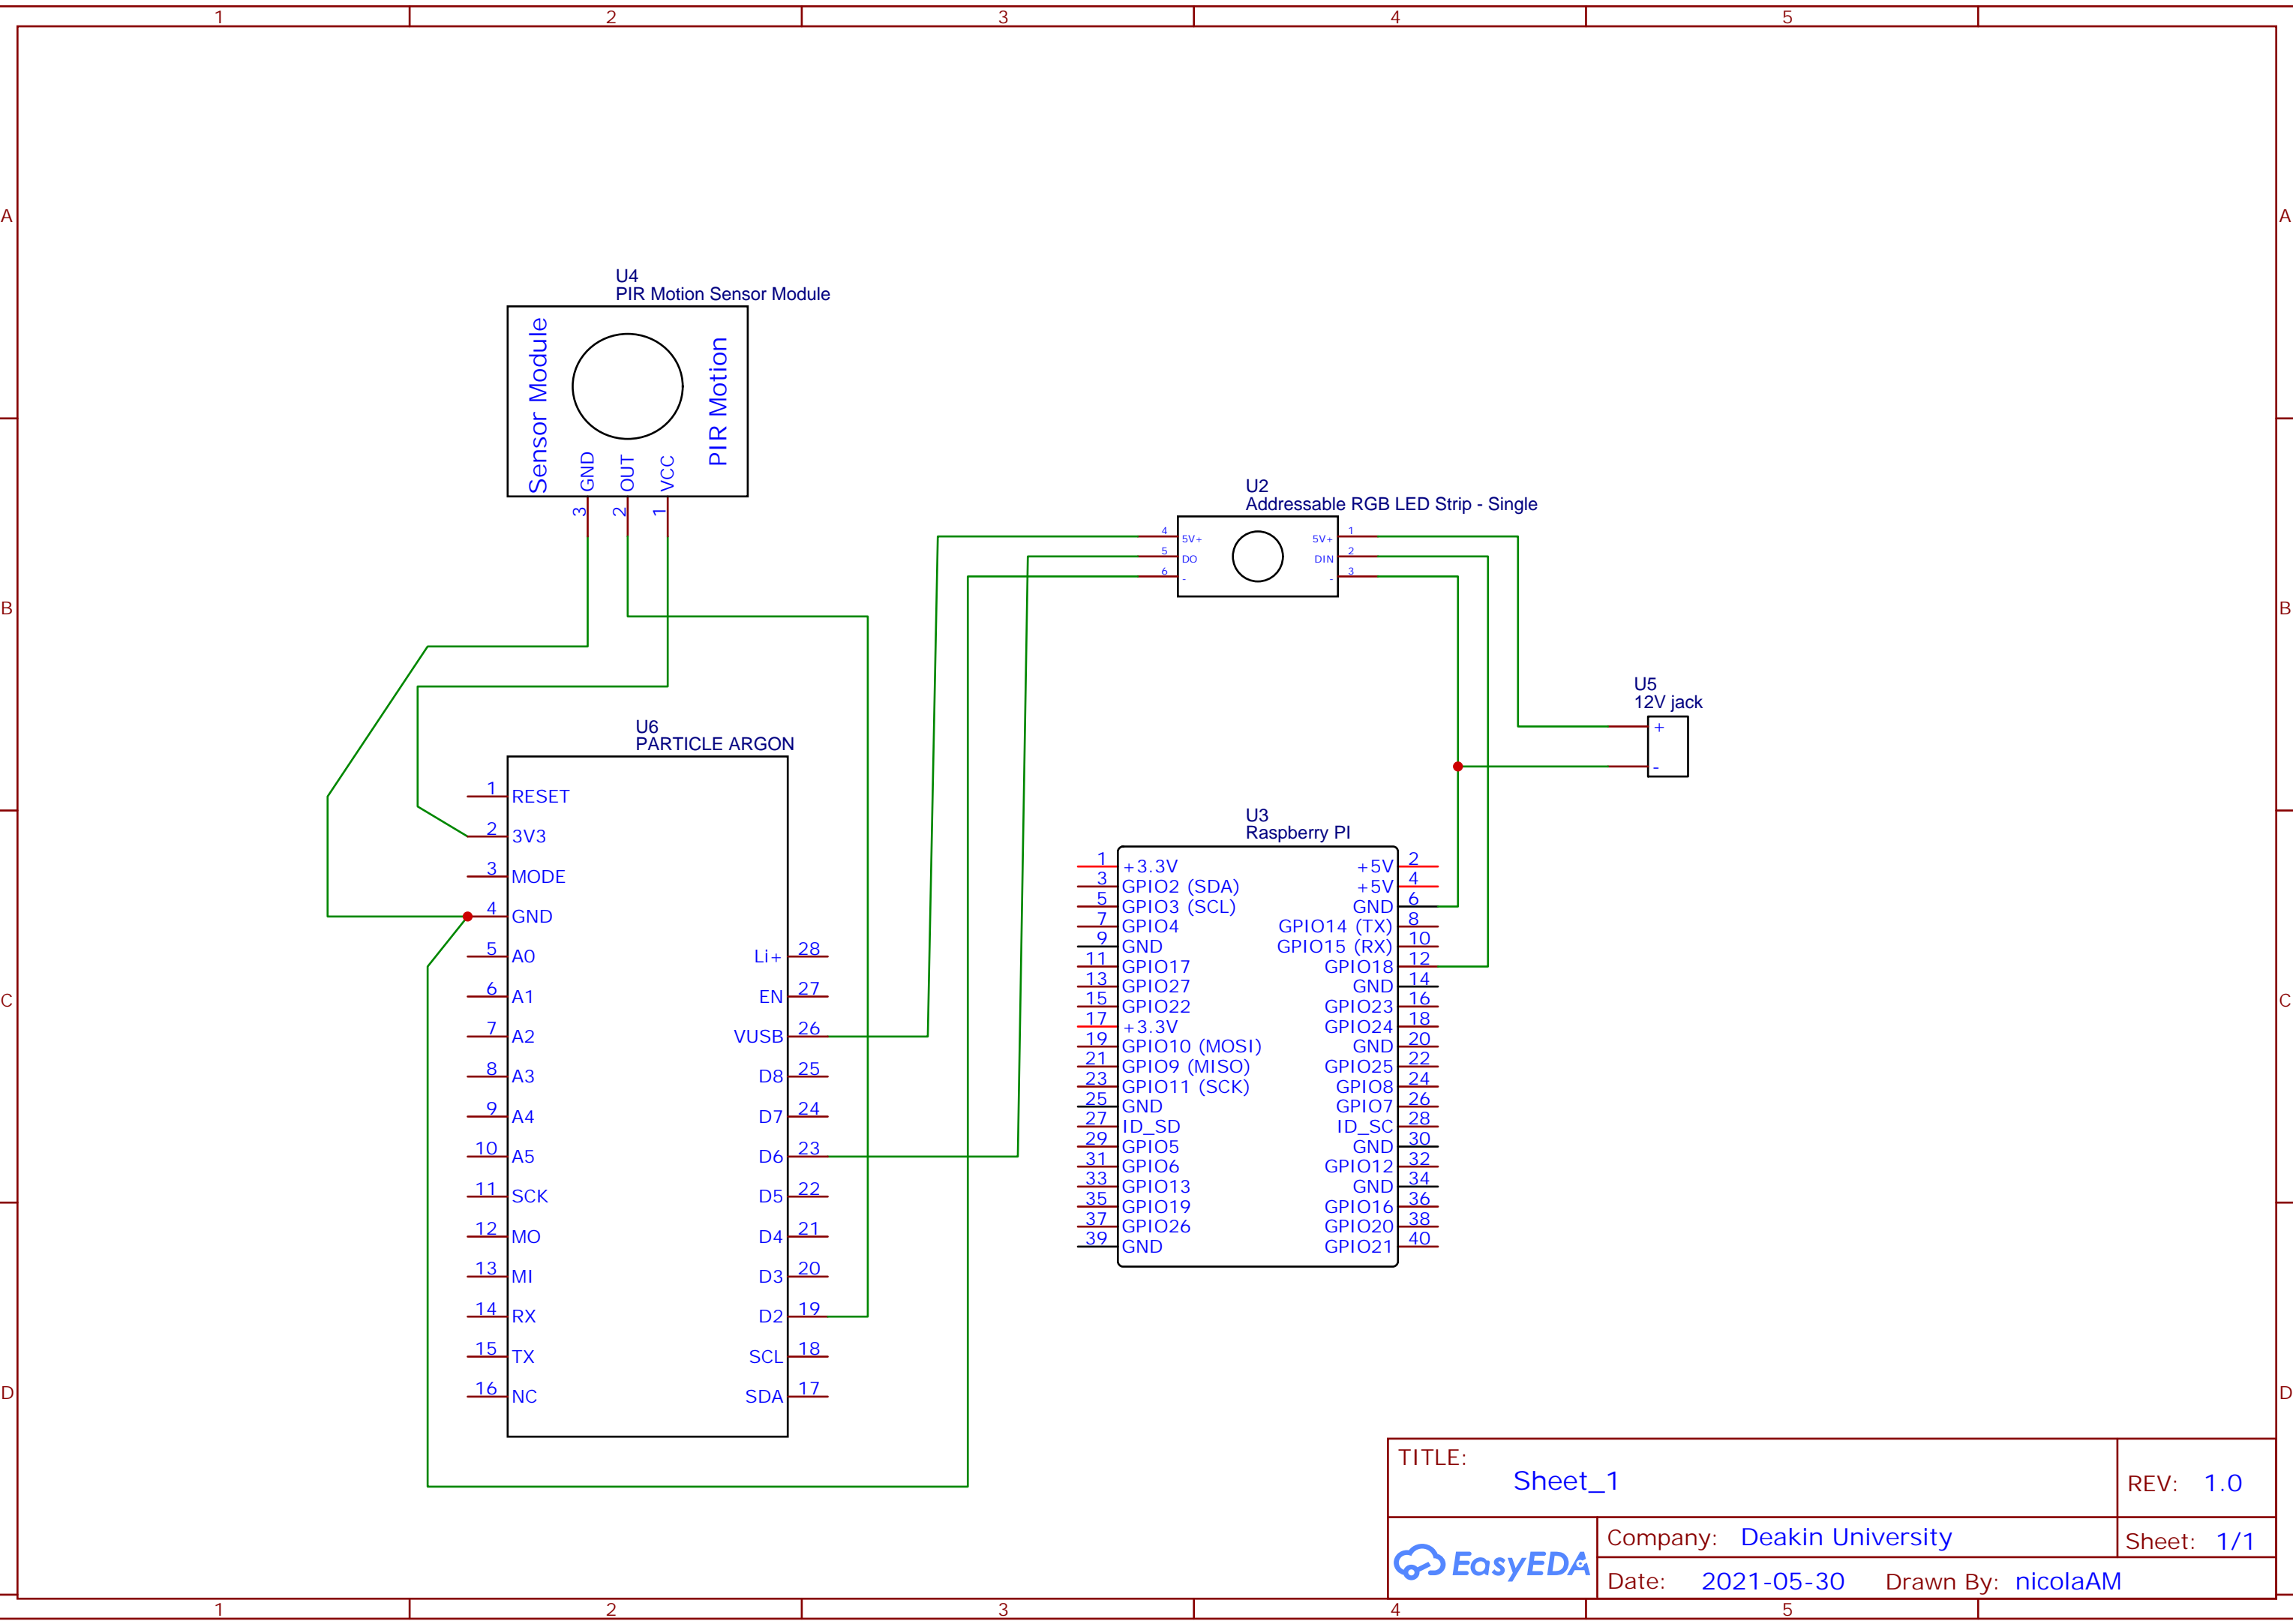 1 2 3 4 5
A A
B B
C C
D D
U4
PIR Motion Sensor Module
Sensor Module
PIR Motion
GND
OUT
VCC
3 2 1
U2
Addressable RGB LED Strip - Single
4 5V+ 5V+ 1
5 DO DIN 2
6 - - 3
U5
12V jack
+
-
U6
PARTICLE ARGON
1 RESET
2 3V3
3 MODE
4 GND
5 A0 Li+ 28
6 A1 EN 27
7 A2 VUSB 26
8 A3 D8 25
9 A4 D7 24
10 A5 D6 23
11 SCK D5 22
12 MO D4 21
13 MI D3 20
14 RX D2 19
15 TX SCL 18
16 NC SDA 17
U3
Raspberry PI
1 +3.3V +5V 2
3 GPIO2 (SDA) +5V 4
5 GPIO3 (SCL) GND 6
7 GPIO4 GPIO14 (TX) 8
9 GND GPIO15 (RX) 10
11 GPIO17 GPIO18 12
13 GPIO27 GND 14
15 GPIO22 GPIO23 16
17 +3.3V GPIO24 18
19 GPIO10 (MOSI) GND 20
21 GPIO9 (MISO) GPIO25 22
23 GPIO11 (SCK) GPIO8 24
25 GND GPIO7 26
27 ID_SD ID_SC 28
29 GPIO5 GND 30
31 GPIO6 GPIO12 32
33 GPIO13 GND 34
35 GPIO19 GPIO16 36
37 GPIO26 GPIO20 38
39 GND GPIO21 40
TITLE:
Sheet_1
REV: 1.0
EasyEDA
Company: Deakin University
Sheet: 1/1
Date: 2021-05-30 Drawn By: nicolaAM
1 2 3 4 5